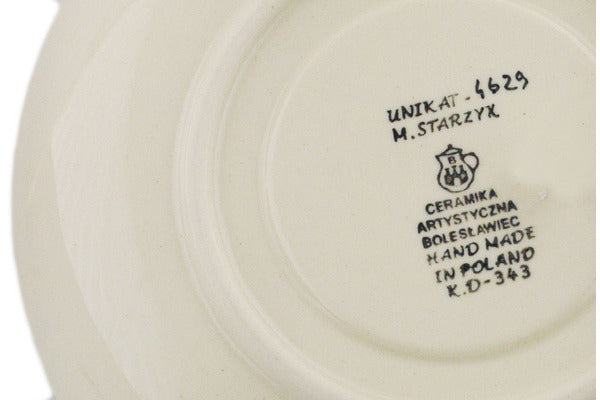 UNIKAT-4629
M. STARZYK
B
CERAMIKA
ARTYSTYCZNA
BOLESŁAWIEC
HAND MADE
IN POLAND
K.D-343